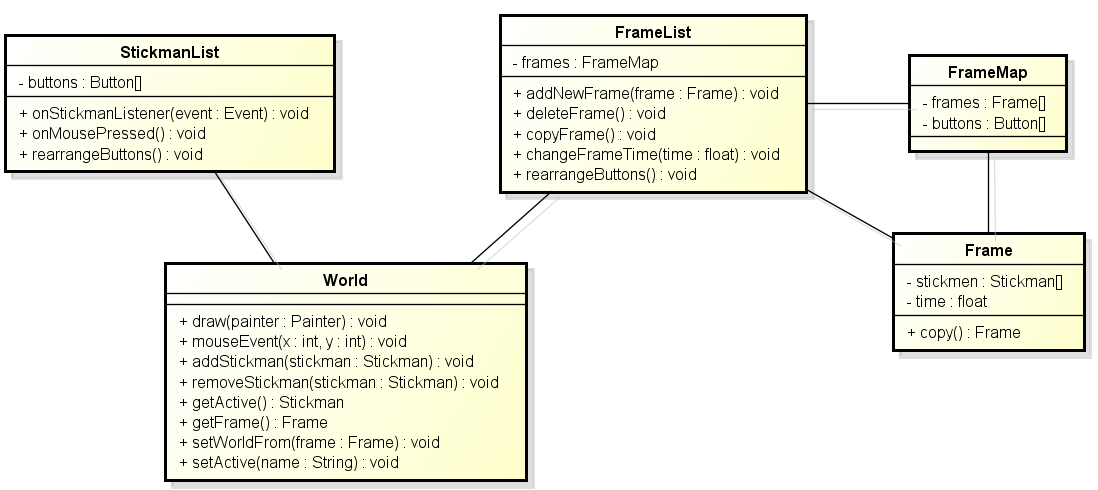 StickmanList
- buttons : Button[]
+ onStickmanListener(event : Event) : void
+ onMousePressed() : void
+ rearrangeButtons() : void
FrameList
- frames : FrameMap
+ addNewFrame(frame : Frame) : void
+ deleteFrame() : void
+ copyFrame() : void
+ changeFrameTime(time : float) : void
+ rearrangeButtons() : void
FrameMap
- frames : Frame[]
- buttons : Button[]
World
+ draw(painter : Painter) : void
+ mouseEvent(x : int, y : int) : void
+ addStickman(stickman : Stickman) : void
+ removeStickman(stickman : Stickman) : void
+ getActive() : Stickman
+ getFrame() : Frame
+ setWorldFrom(frame : Frame) : void
+ setActive(name : String) : void
Frame
- stickmen : Stickman[]
- time : float
+ copy() : Frame